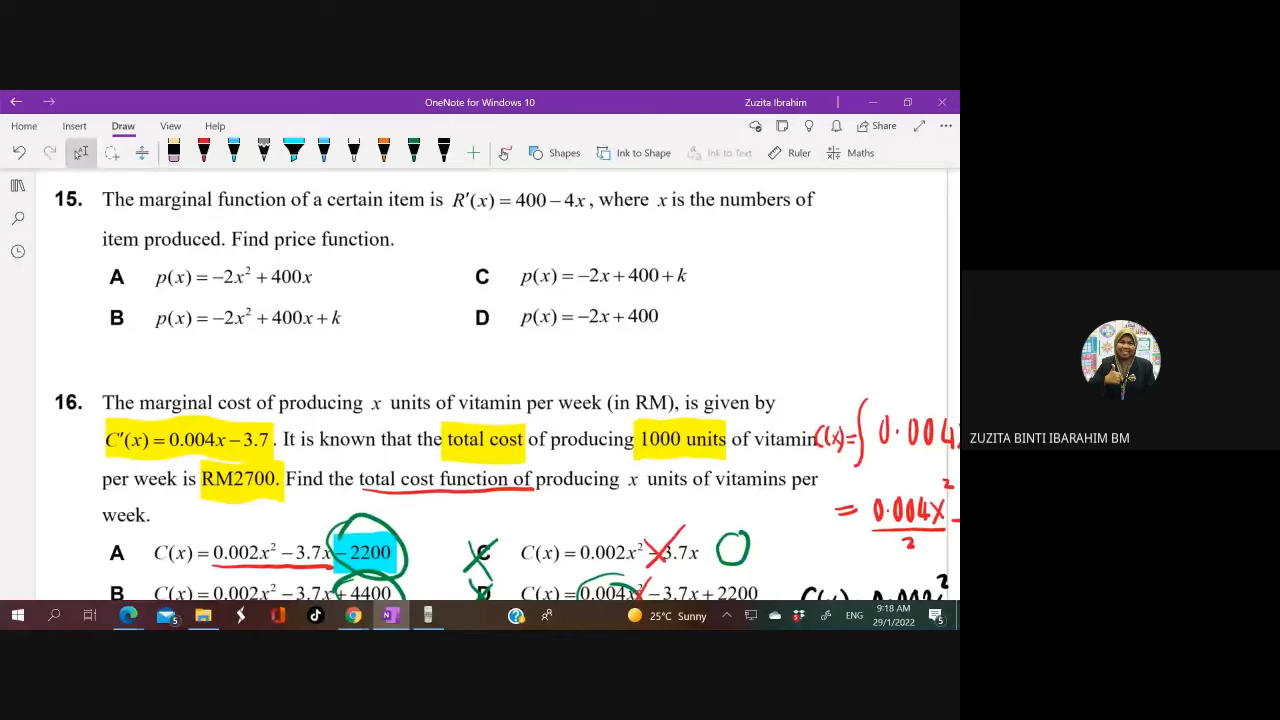 OneNote for Windows 10
Zuzita Ibrahim
Home Insert Draw View Help
Share
Shapes Ink to Shape Ink to Text Ruler Maths
15. The marginal function of a certain item is R′(x) = 400 − 4x, where x is the numbers of
item produced. Find price function.
A p(x) = −2x² + 400x C p(x) = −2x + 400 + k
B p(x) = −2x² + 400x + k D p(x) = −2x + 400
16. The marginal cost of producing x units of vitamin per week (in RM), is given by
C′(x) = 0.004x − 3.7. It is known that the total cost of producing 1000 units of vitamin
C(x) = ∫ 0.004x
per week is RM2700. Find the total cost function of producing x units of vitamins per
= 0.004x² −
2
week.
A C(x) = 0.002x² − 3.7x − 2200 C C(x) = 0.002x² − 3.7x
B C(x) = 0.002x² − 3.7x + 4400 D C(x) = 0.004x² − 3.7x + 2200
ZUZITA BINTI IBARAHIM BM
25°C Sunny
ENG
9:18 AM
29/1/2022
5
5